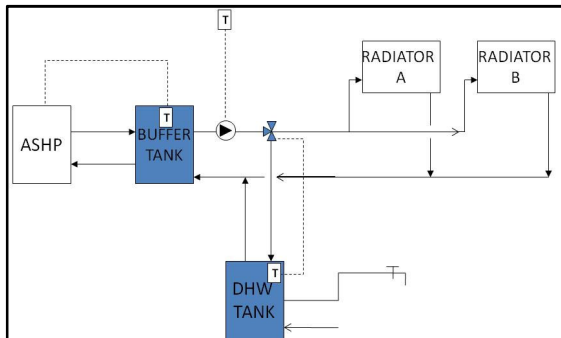 T
RADIATOR
A
RADIATOR
B
T
ASHP
BUFFER
TANK
T
DHW
TANK